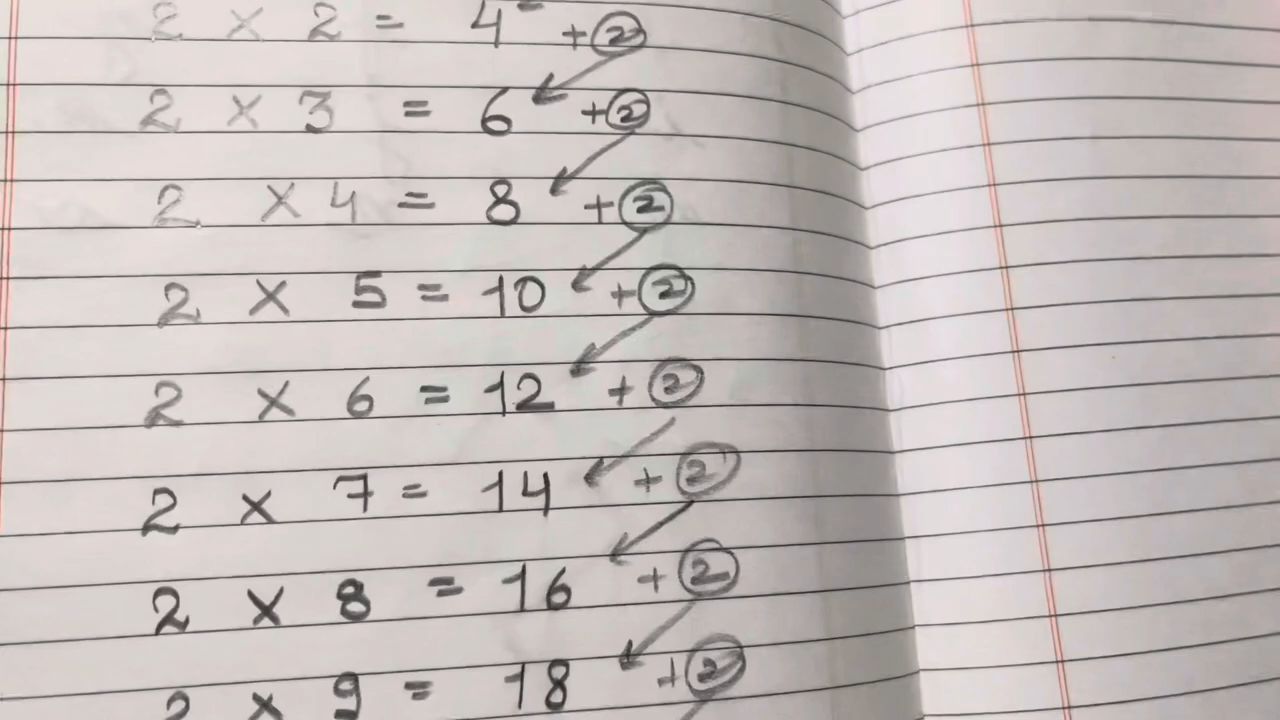 2 × 2 = 4 +2
2 × 3 = 6 +2
2 × 4 = 8 +2
2 × 5 = 10 +2
2 × 6 = 12 +2
2 × 7 = 14 +2
2 × 8 = 16 +2
2 × 9 = 18 +2